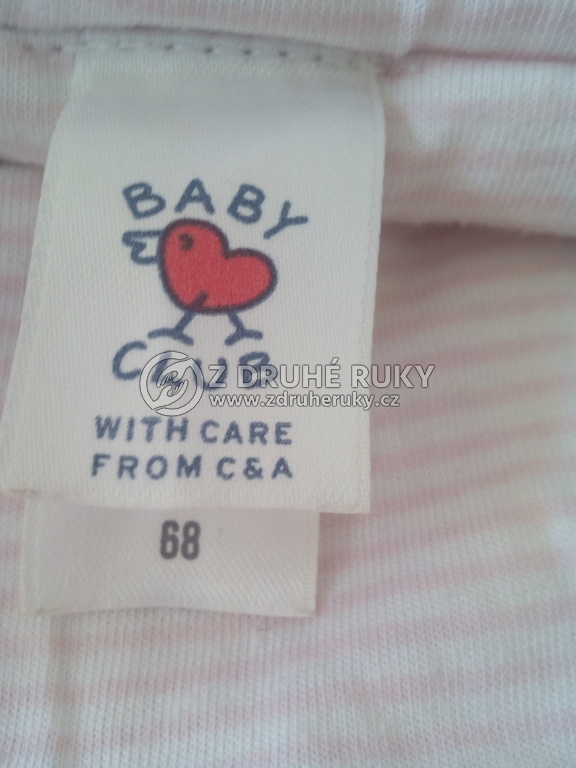 BABY
CLUB
Z DRUHÉ RUKY
www.zdruheruky.cz
WITH CARE
FROM C&A
68